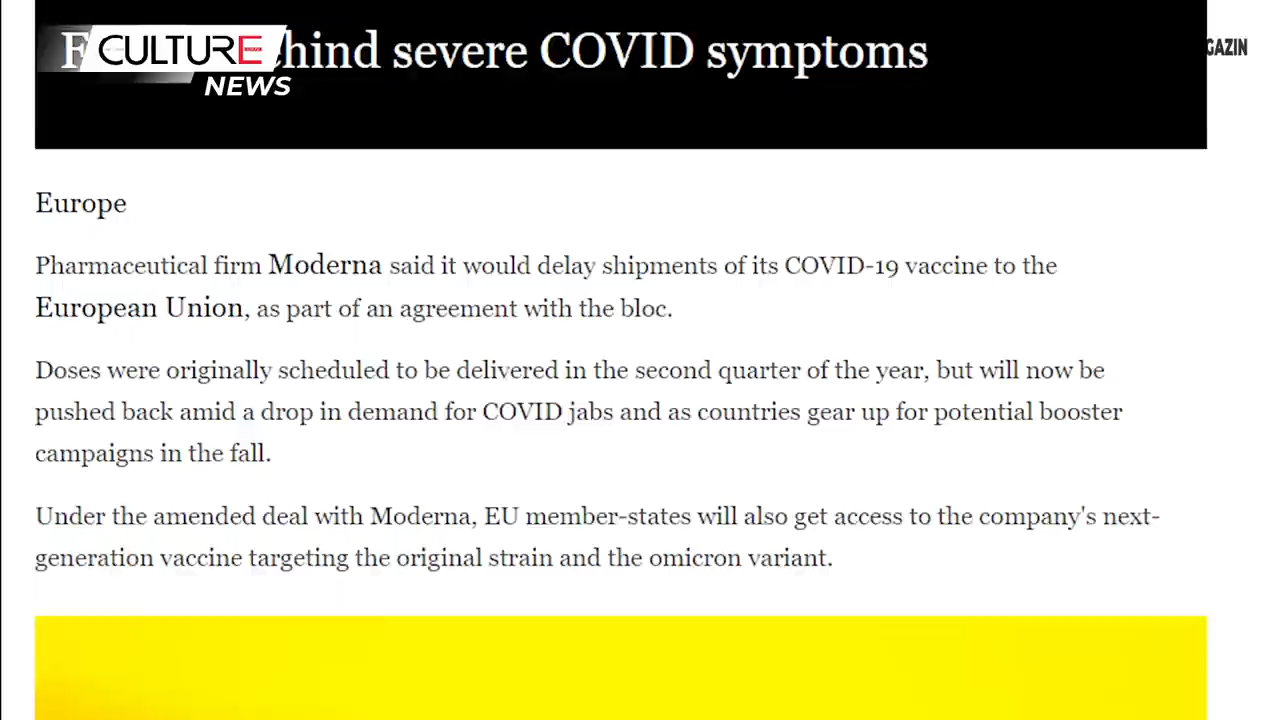 CULTURE
NEWS
severe COVID symptoms
Europe
Pharmaceutical firm Moderna said it would delay shipments of its COVID-19 vaccine to the
European Union, as part of an agreement with the bloc.
Doses were originally scheduled to be delivered in the second quarter of the year, but will now be
pushed back amid a drop in demand for COVID jabs and as countries gear up for potential booster
campaigns in the fall.
Under the amended deal with Moderna, EU member-states will also get access to the company's next-
generation vaccine targeting the original strain and the omicron variant.